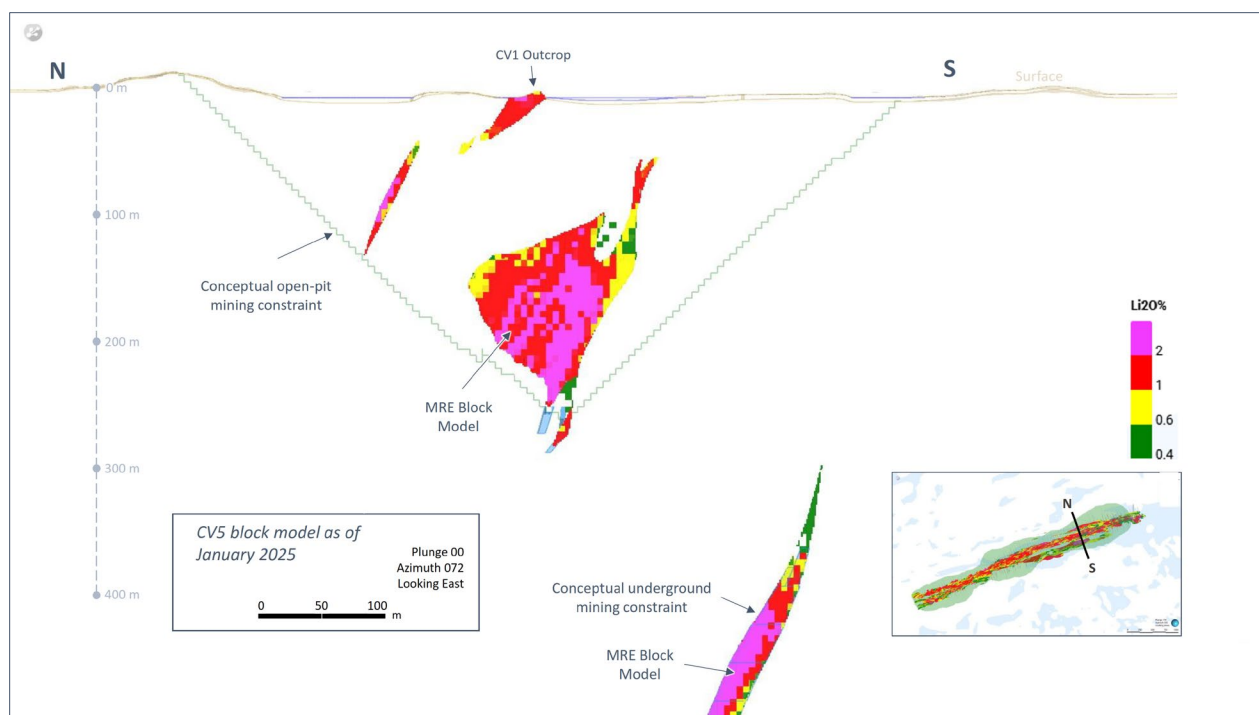 CV1 Outcrop
N
S
Surface
0 m
100 m
Conceptual open-pit
mining constraint
200 m
MRE Block
Model
Li20%
2
1
0.6
0.4
300 m
CV5 block model as of
January 2025
Plunge 00
Azimuth 072
Looking East
0 50 100
m
400 m
Conceptual underground
mining constraint
MRE Block
Model
N
S